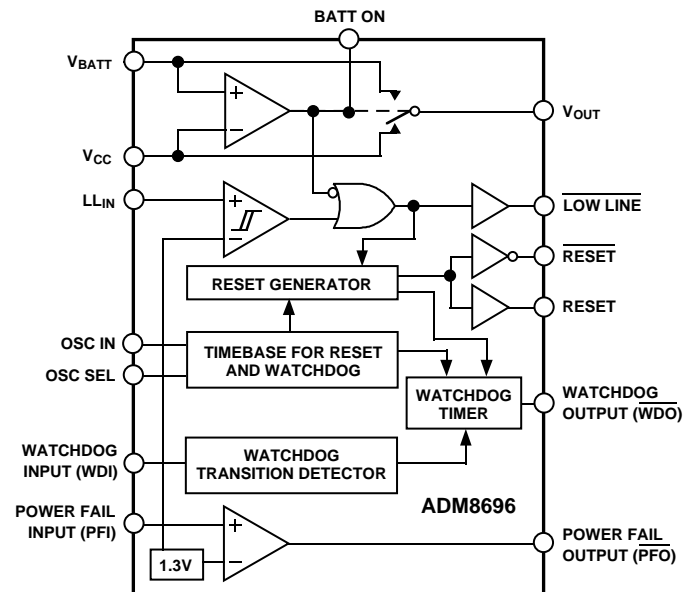 BATT ON
VBATT
VOUT
VCC
LLIN
LOW LINE
RESET
RESET GENERATOR
RESET
OSC IN
TIMEBASE FOR RESET
AND WATCHDOG
OSC SEL
WATCHDOG
TIMER
WATCHDOG
OUTPUT (WDO)
WATCHDOG
INPUT (WDI)
WATCHDOG
TRANSITION DETECTOR
ADM8696
POWER FAIL
INPUT (PFI)
POWER FAIL
OUTPUT (PFO)
1.3V